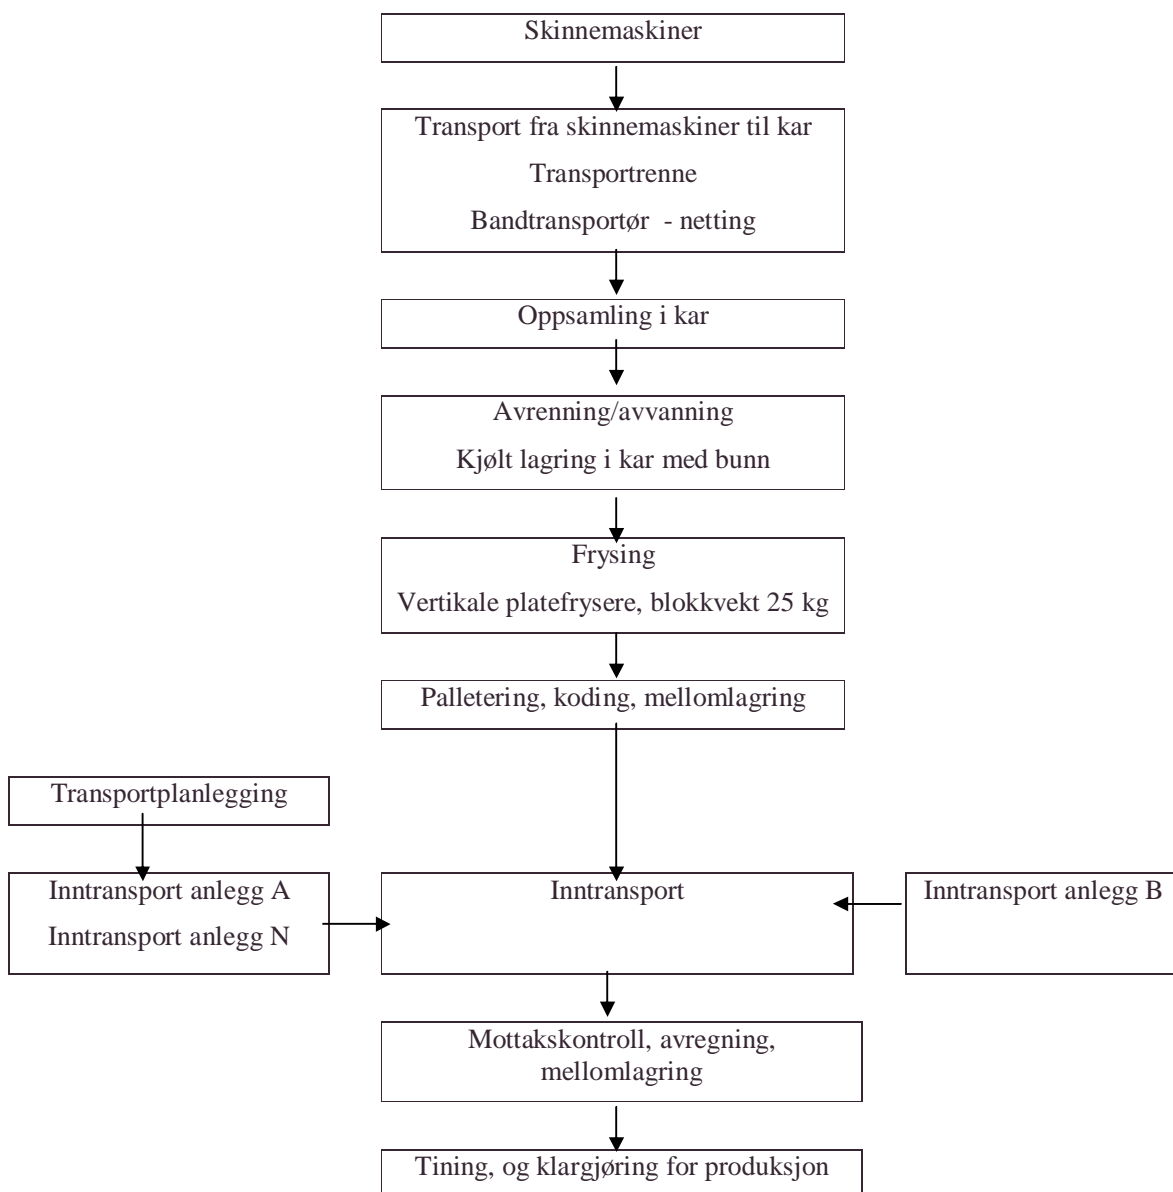 Skinnemaskiner
Transport fra skinnemaskiner til kar
Transportrenne
Bandtransportør  - netting
Oppsamling i kar
Avrenning/avvanning
Kjølt lagring i kar med bunn
Frysing
Vertikale platefrysere, blokkvekt 25 kg
Palletering, koding, mellomlagring
Transportplanlegging
Inntransport anlegg A
Inntransport anlegg N
Inntransport
Inntransport anlegg B
Mottakskontroll, avregning,
mellomlagring
Tining, og klargjøring for produksjon